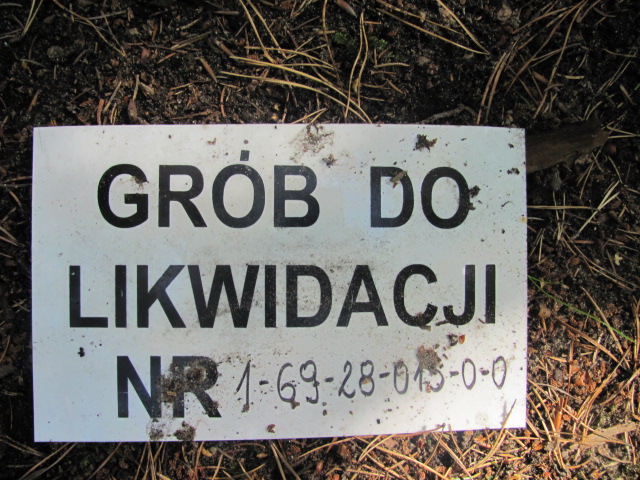 GRÓB DO
LIKWIDACJI
NR 1-69-28-015-0-0